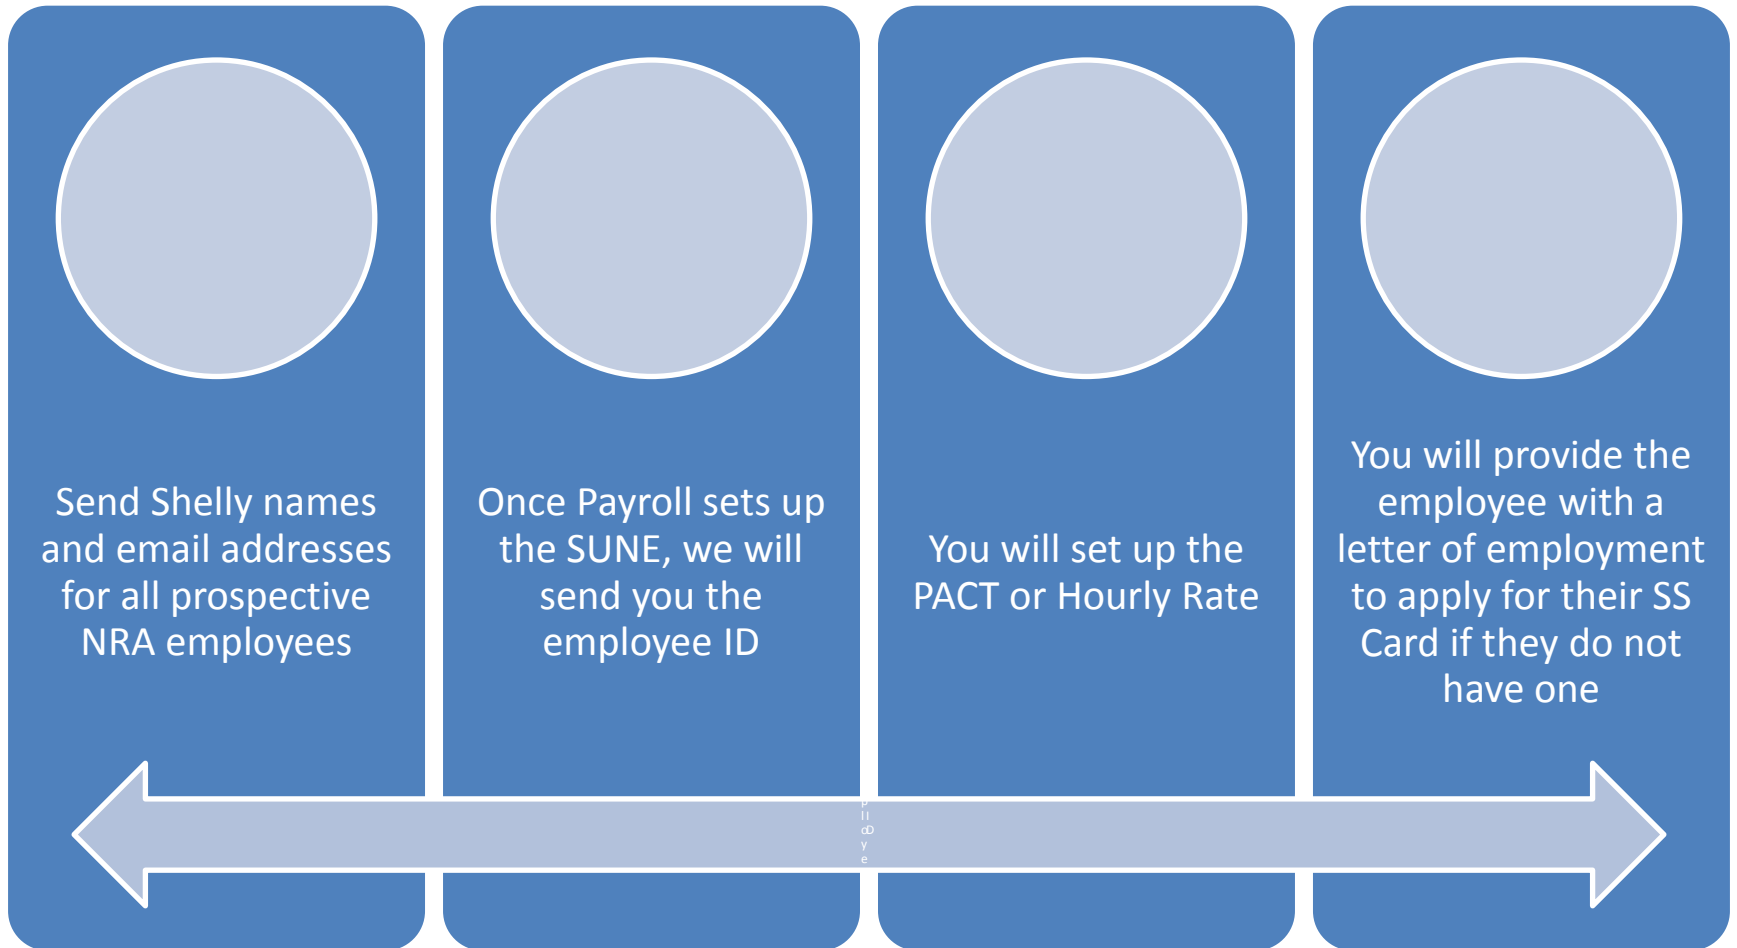 Send Shelly names
and email addresses
for all prospective
NRA employees
Once Payroll sets up
the SUNE, we will
send you the
employee ID
You will set up the
PACT or Hourly Rate
You will provide the
employee with a
letter of employment
to apply for their SS
Card if they do not
have one